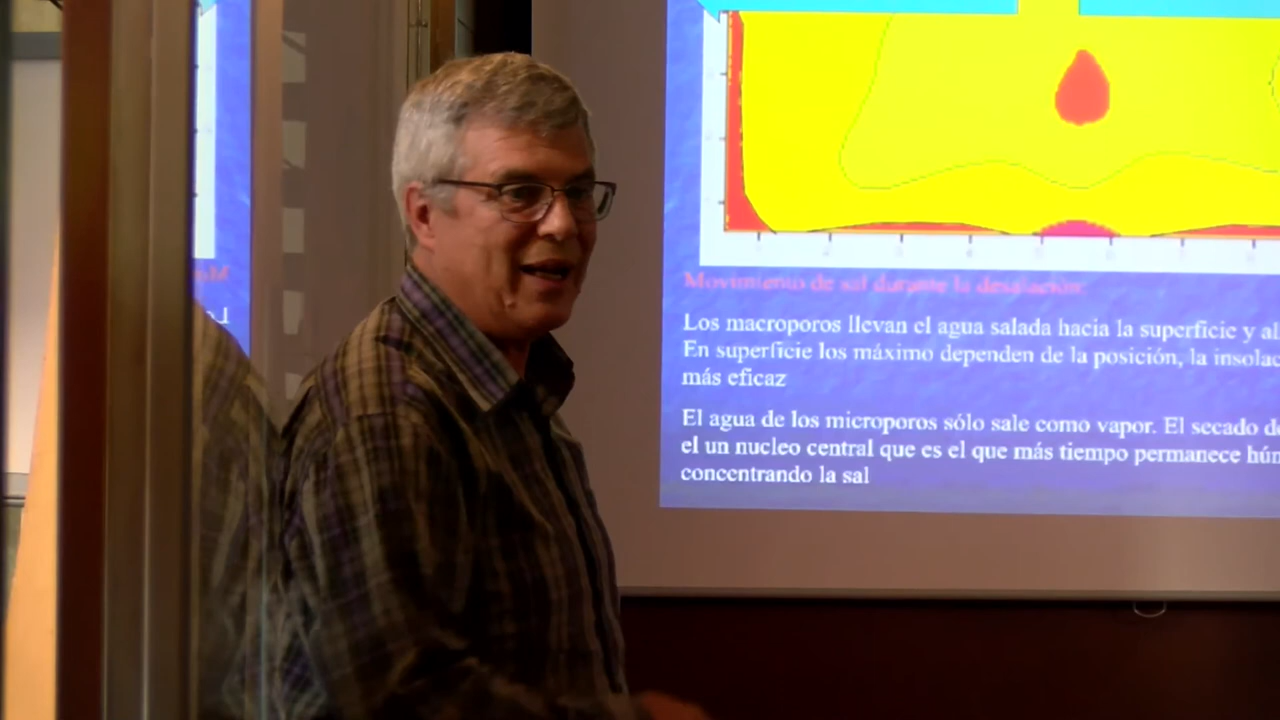 Movimiento de sal durante la desalación:
Los macroporos llevan el agua salada hacia la superficie y al
En superficie los máximo dependen de la posición, la insolac
más eficaz
El agua de los microporos sólo sale como vapor. El secado de
el un nucleo central que es el que más tiempo permanece húm
concentrando la sal